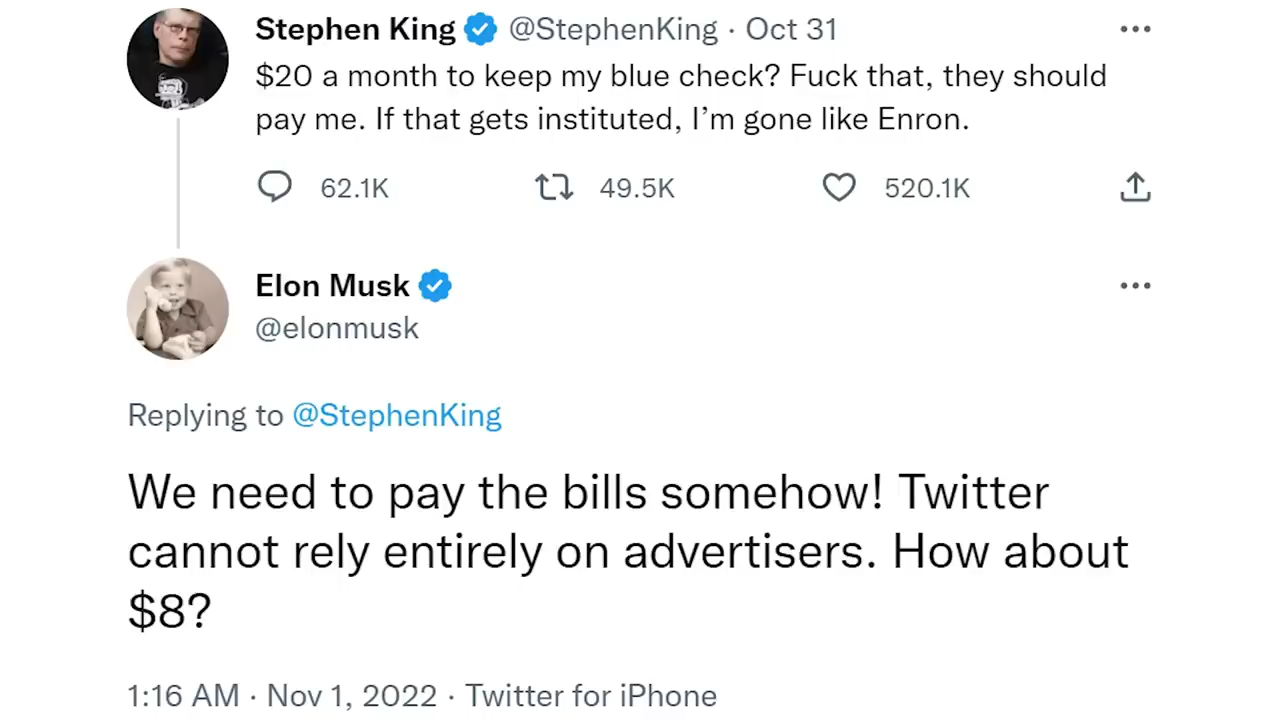 Stephen King @StephenKing · Oct 31
$20 a month to keep my blue check? Fuck that, they should
pay me. If that gets instituted, I’m gone like Enron.
62.1K 49.5K 520.1K
Elon Musk
@elonmusk
Replying to @StephenKing
We need to pay the bills somehow! Twitter
cannot rely entirely on advertisers. How about
$8?
1:16 AM · Nov 1, 2022 · Twitter for iPhone